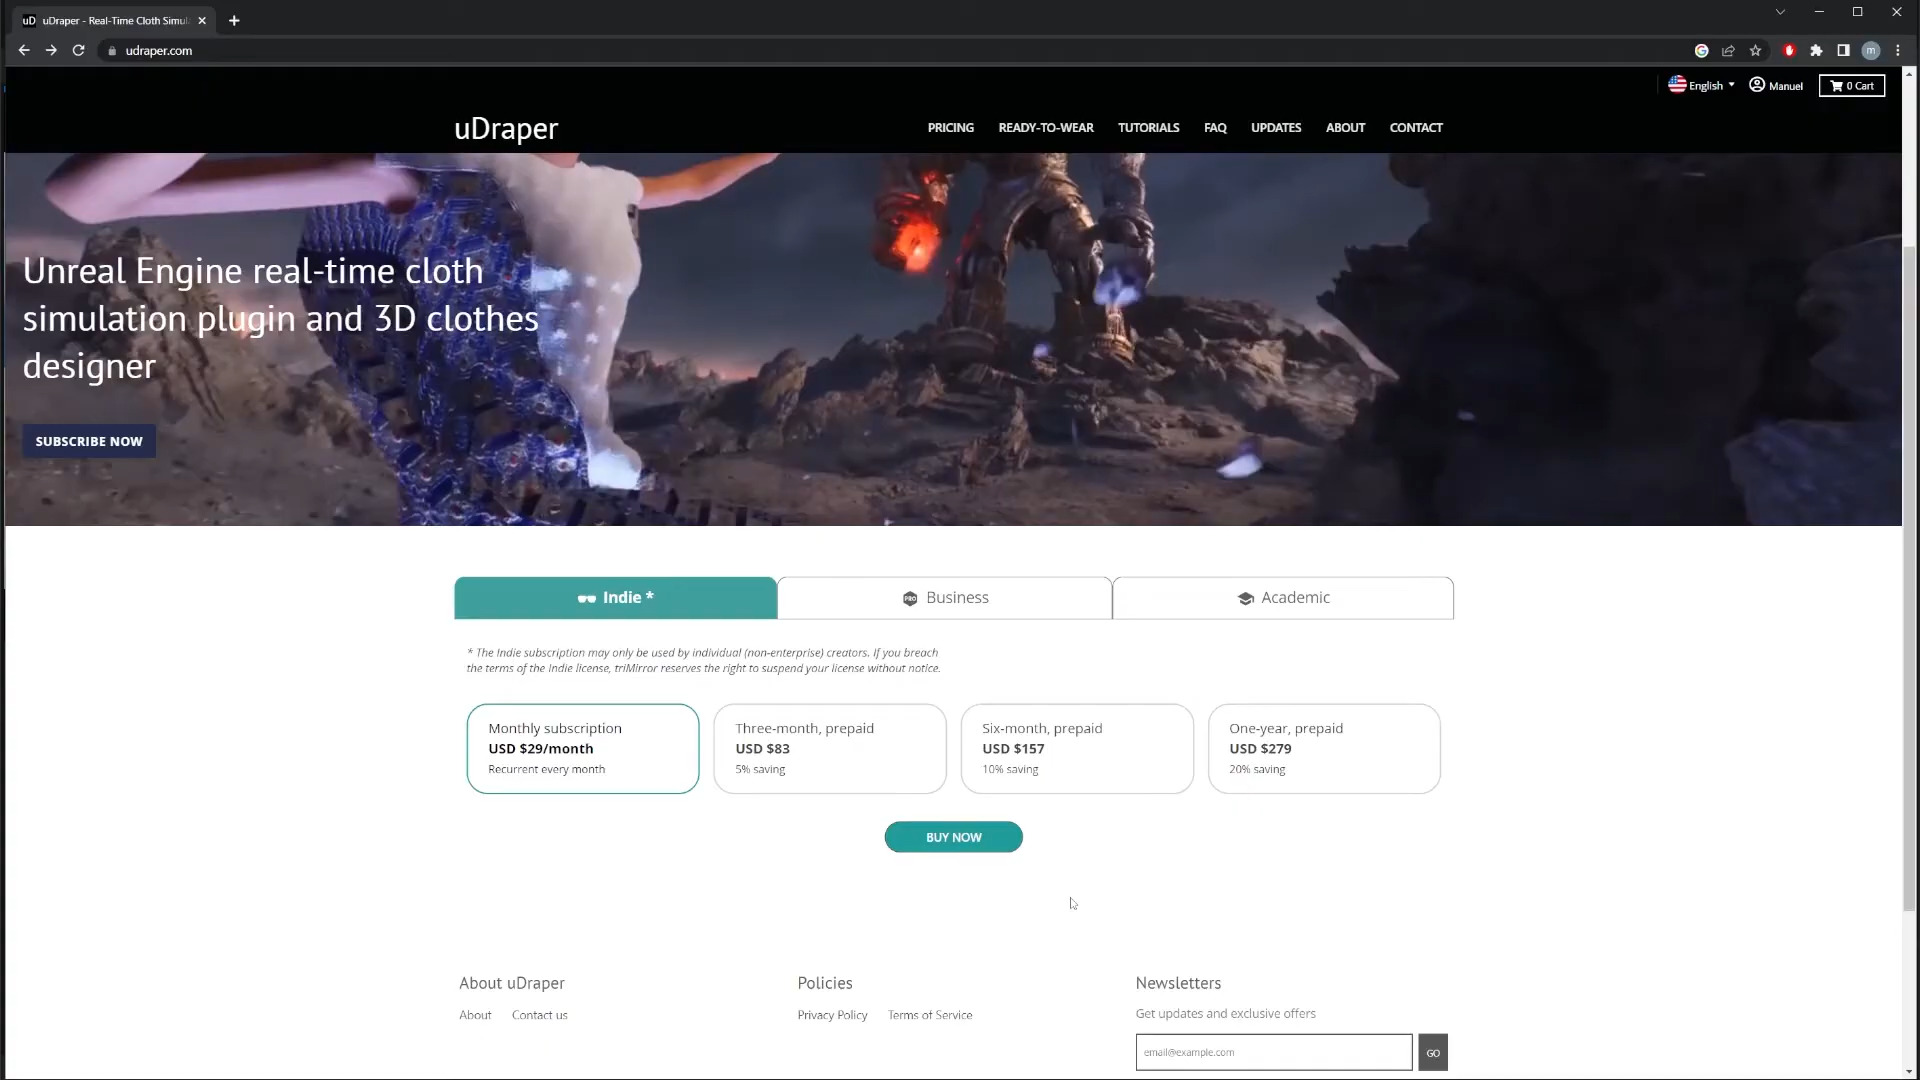 uD uDraper - Real-Time Cloth Simul
udraper.com
m
English
Manuel
0 Cart
uDraper
PRICING
READY-TO-WEAR
TUTORIALS
FAQ
UPDATES
ABOUT
CONTACT
Unreal Engine real-time cloth
simulation plugin and 3D clothes
designer
SUBSCRIBE NOW
Indie *
PRO Business
Academic
* The Indie subscription may only be used by individual (non-enterprise) creators. If you breach
the terms of the Indie license, triMirror reserves the right to suspend your license without notice.
Monthly subscription
USD $29/month
Recurrent every month
Three-month, prepaid
USD $83
5% saving
Six-month, prepaid
USD $157
10% saving
One-year, prepaid
USD $279
20% saving
BUY NOW
About uDraper
About
Contact us
Policies
Privacy Policy
Terms of Service
Newsletters
Get updates and exclusive offers
email@example.com
GO